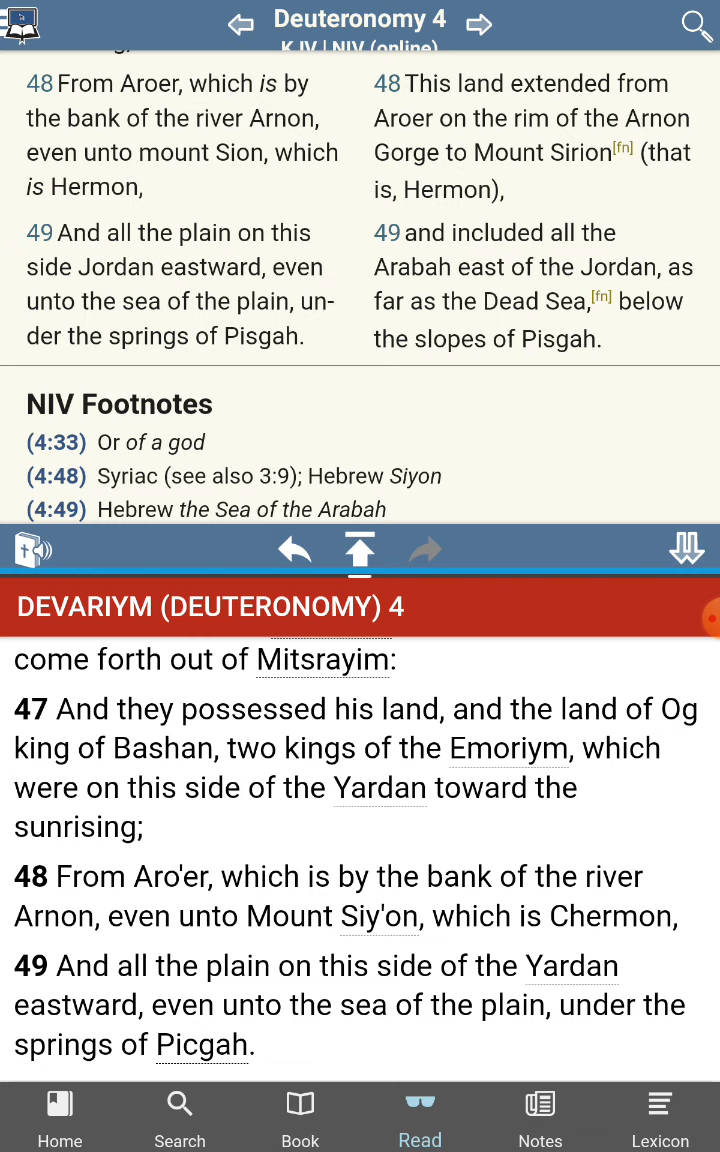 Deuteronomy 4
KJV | NIV (online)
48 From Aroer, which is by
the bank of the river Arnon,
even unto mount Sion, which
is Hermon,
49 And all the plain on this
side Jordan eastward, even
unto the sea of the plain, un-
der the springs of Pisgah.
48 This land extended from
Aroer on the rim of the Arnon
Gorge to Mount Sirion[fn] (that
is, Hermon),
49 and included all the
Arabah east of the Jordan, as
far as the Dead Sea,[fn] below
the slopes of Pisgah.
NIV Footnotes
(4:33) Or of a god
(4:48) Syriac (see also 3:9); Hebrew Siyon
(4:49) Hebrew the Sea of the Arabah
DEVARIYM (DEUTERONOMY) 4
come forth out of Mitsrayim:
47 And they possessed his land, and the land of Og
king of Bashan, two kings of the Emoriym, which
were on this side of the Yardan toward the
sunrising;
48 From Aro'er, which is by the bank of the river
Arnon, even unto Mount Siy'on, which is Chermon,
49 And all the plain on this side of the Yardan
eastward, even unto the sea of the plain, under the
springs of Picgah.
Home
Search
Book
Read
Notes
Lexicon